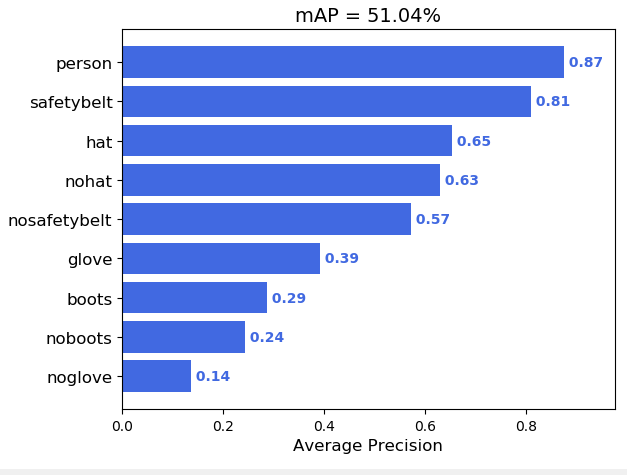 mAP = 51.04%
person 0.87
safetybelt 0.81
hat 0.65
nohat 0.63
nosafetybelt 0.57
glove 0.39
boots 0.29
noboots 0.24
noglove 0.14
0.0 0.2 0.4 0.6 0.8
Average Precision